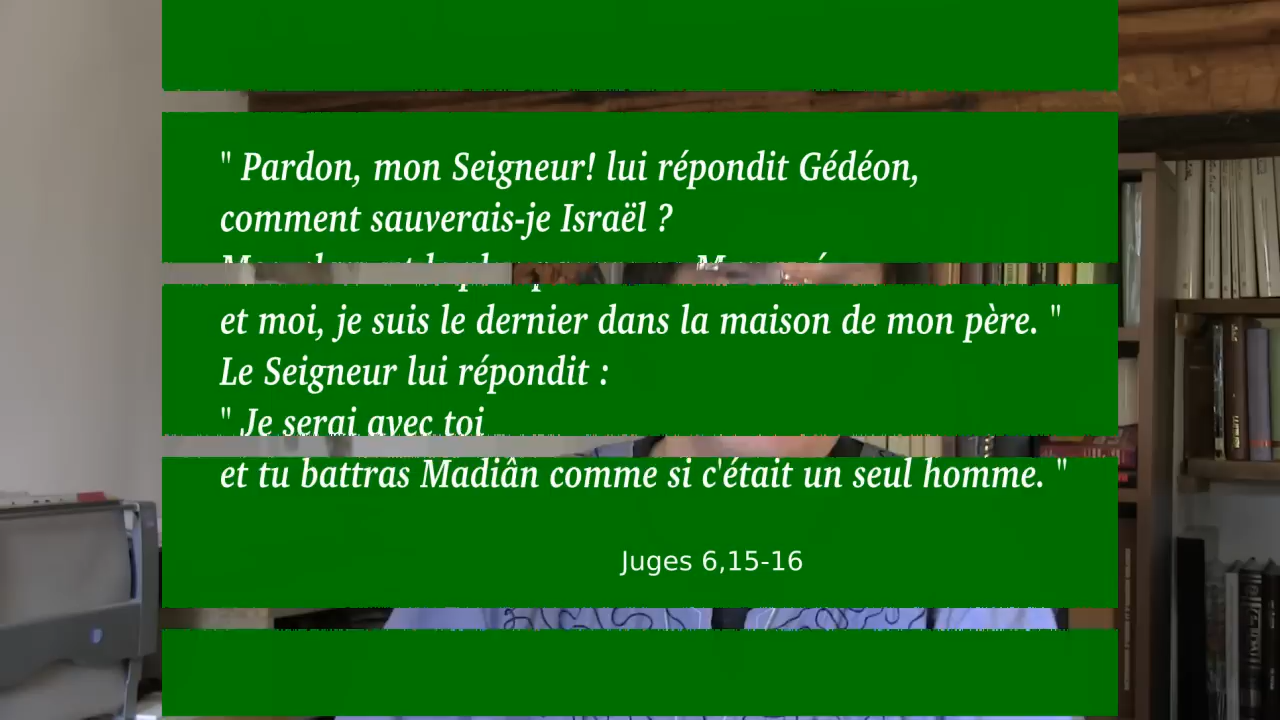 " Pardon, mon Seigneur! lui répondit Gédéon,
comment sauverais-je Israël ?
et moi, je suis le dernier dans la maison de mon père. "
Le Seigneur lui répondit :
" Je serai avec toi
et tu battras Madiân comme si c'était un seul homme. "
Juges 6,15-16